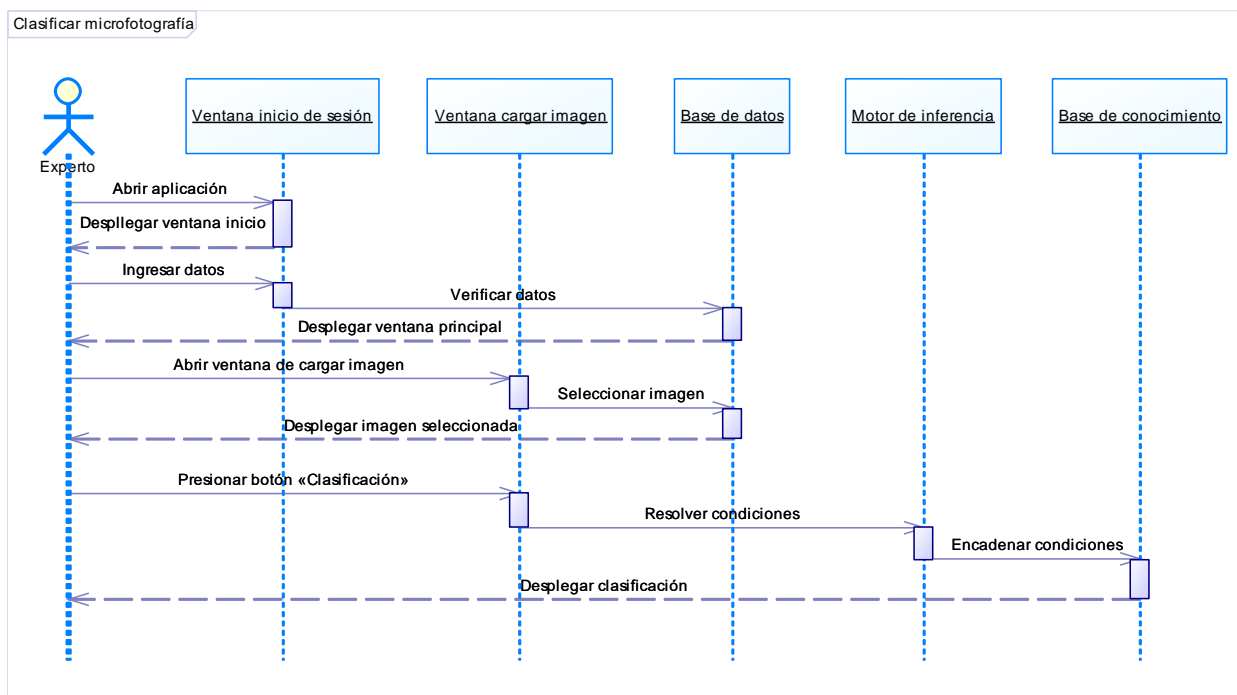 Clasificar microfotografía
Ventana inicio de sesión
Ventana cargar imagen
Base de datos
Motor de inferencia
Base de conocimiento
Experto
Abrir aplicación
Despllegar ventana inicio
Ingresar datos
Verificar datos
Desplegar ventana principal
Abrir ventana de cargar imagen
Seleccionar imagen
Desplegar imagen seleccionada
Presionar botón «Clasificación»
Resolver condiciones
Encadenar condiciones
Desplegar clasificación